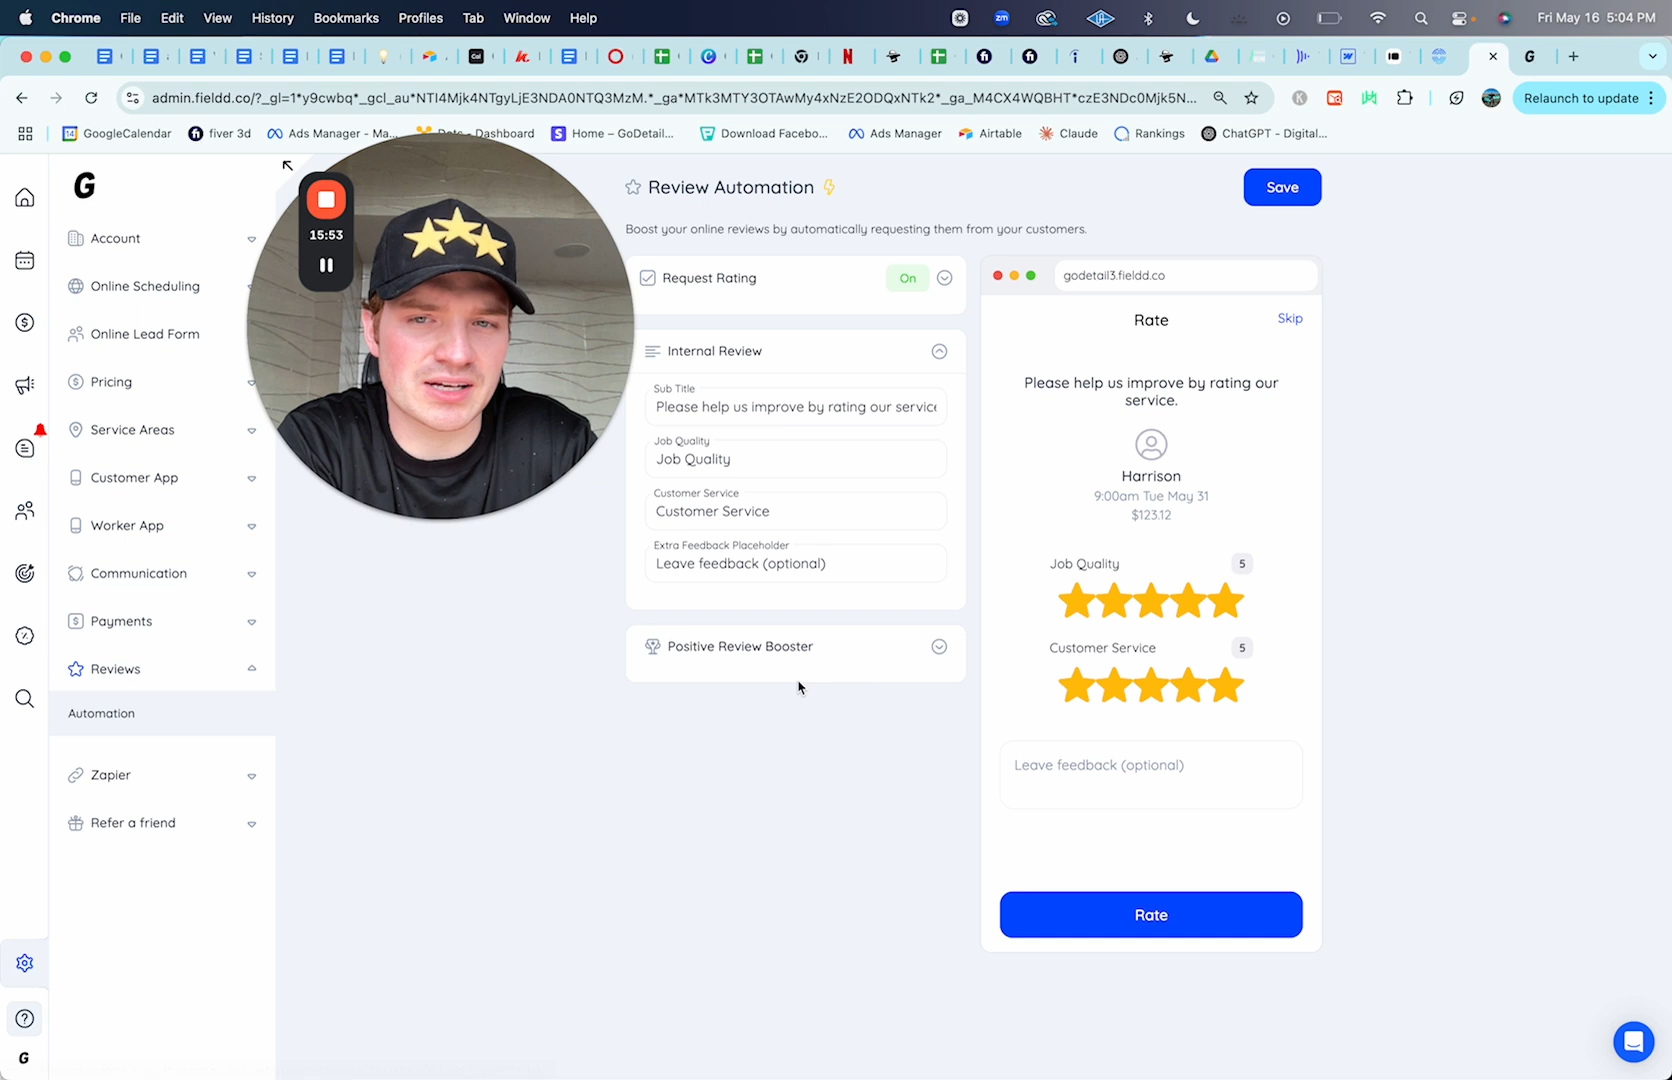 Chrome File Edit View History Bookmarks Profiles Tab Window Help
zm
Fri May 16 5:04 PM
admin.fieldd.co/?_gl=1*y9cwbq*_gcl_au*NTI4Mjk4NTgyLjE3NDA0NTQ3MzM.*_ga*MTk3MTY3OTAwMy4xNzE2ODQxNTk2*_ga_M4CX4WQBHT*czE3NDc0Mjk5N...
Relaunch to update
GoogleCalendar
fiver 3d
Ads Manager - Ma...
Dashboard
Home – GoDetail...
Download Facebo...
Ads Manager
Airtable
Claude
Rankings
ChatGPT - Digital...
G
Account
Online Scheduling
Online Lead Form
Pricing
Service Areas
Customer App
Worker App
Communication
Payments
Reviews
Automation
Zapier
Refer a friend
G
15:53
Review Automation
Save
Boost your online reviews by automatically requesting them from your customers.
Request Rating
On
Internal Review
Sub Title
Please help us improve by rating our service
Job Quality
Job Quality
Customer Service
Customer Service
Extra Feedback Placeholder
Leave feedback (optional)
Positive Review Booster
godetail3.fieldd.co
Rate
Skip
Please help us improve by rating our
service.
Harrison
9:00am Tue May 31
$123.12
Job Quality
5
Customer Service
5
Leave feedback (optional)
Rate